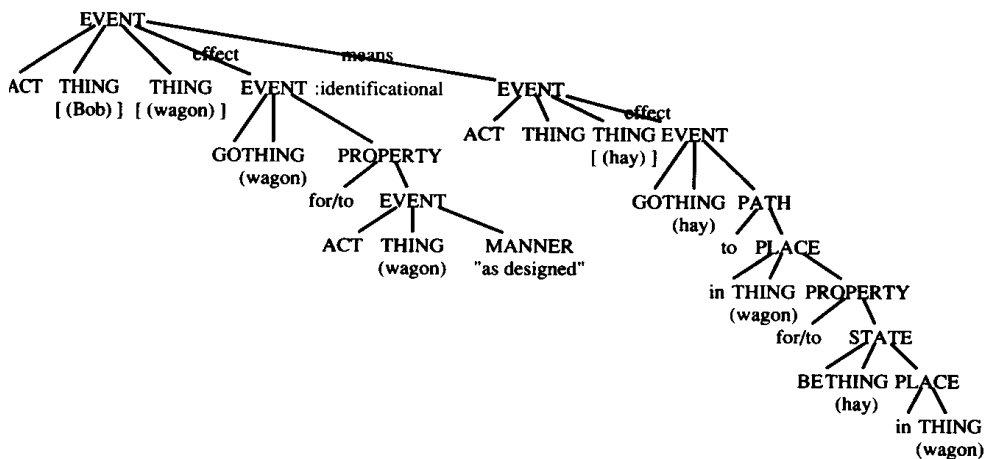 EVENT
effect means
ACT THING THING EVENT :identificational EVENT
[ (Bob) ] [ (wagon) ]
effect
ACT THING THING EVENT
[ (hay) ]
GOTHING PROPERTY
(wagon)
for/to EVENT GOTHING PATH
(hay)
ACT THING MANNER to PLACE
(wagon) "as designed"
in THING PROPERTY
(wagon)
for/to STATE
BETHING PLACE
(hay)
in THING
(wagon)